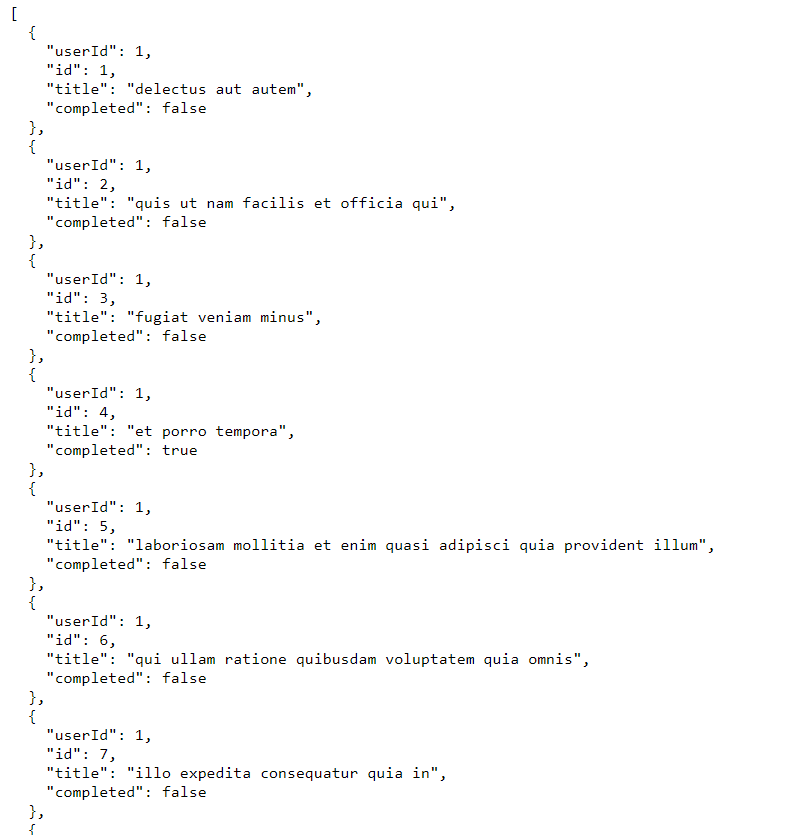 [
  {
    "userId": 1,
    "id": 1,
    "title": "delectus aut autem",
    "completed": false
  },
  {
    "userId": 1,
    "id": 2,
    "title": "quis ut nam facilis et officia qui",
    "completed": false
  },
  {
    "userId": 1,
    "id": 3,
    "title": "fugiat veniam minus",
    "completed": false
  },
  {
    "userId": 1,
    "id": 4,
    "title": "et porro tempora",
    "completed": true
  },
  {
    "userId": 1,
    "id": 5,
    "title": "laboriosam mollitia et enim quasi adipisci quia provident illum",
    "completed": false
  },
  {
    "userId": 1,
    "id": 6,
    "title": "qui ullam ratione quibusdam voluptatem quia omnis",
    "completed": false
  },
  {
    "userId": 1,
    "id": 7,
    "title": "illo expedita consequatur quia in",
    "completed": false
  },
  {